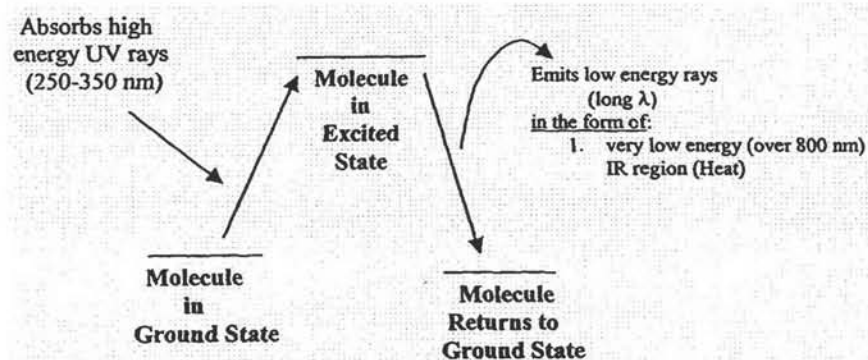 Absorbs high
energy UV rays
(250-350 nm)
Molecule
in
Excited
State
Emits low energy rays
(long λ)
in the form of:
1. very low energy (over 800 nm)
IR region (Heat)
Molecule
in
Ground State
Molecule
Returns to
Ground State